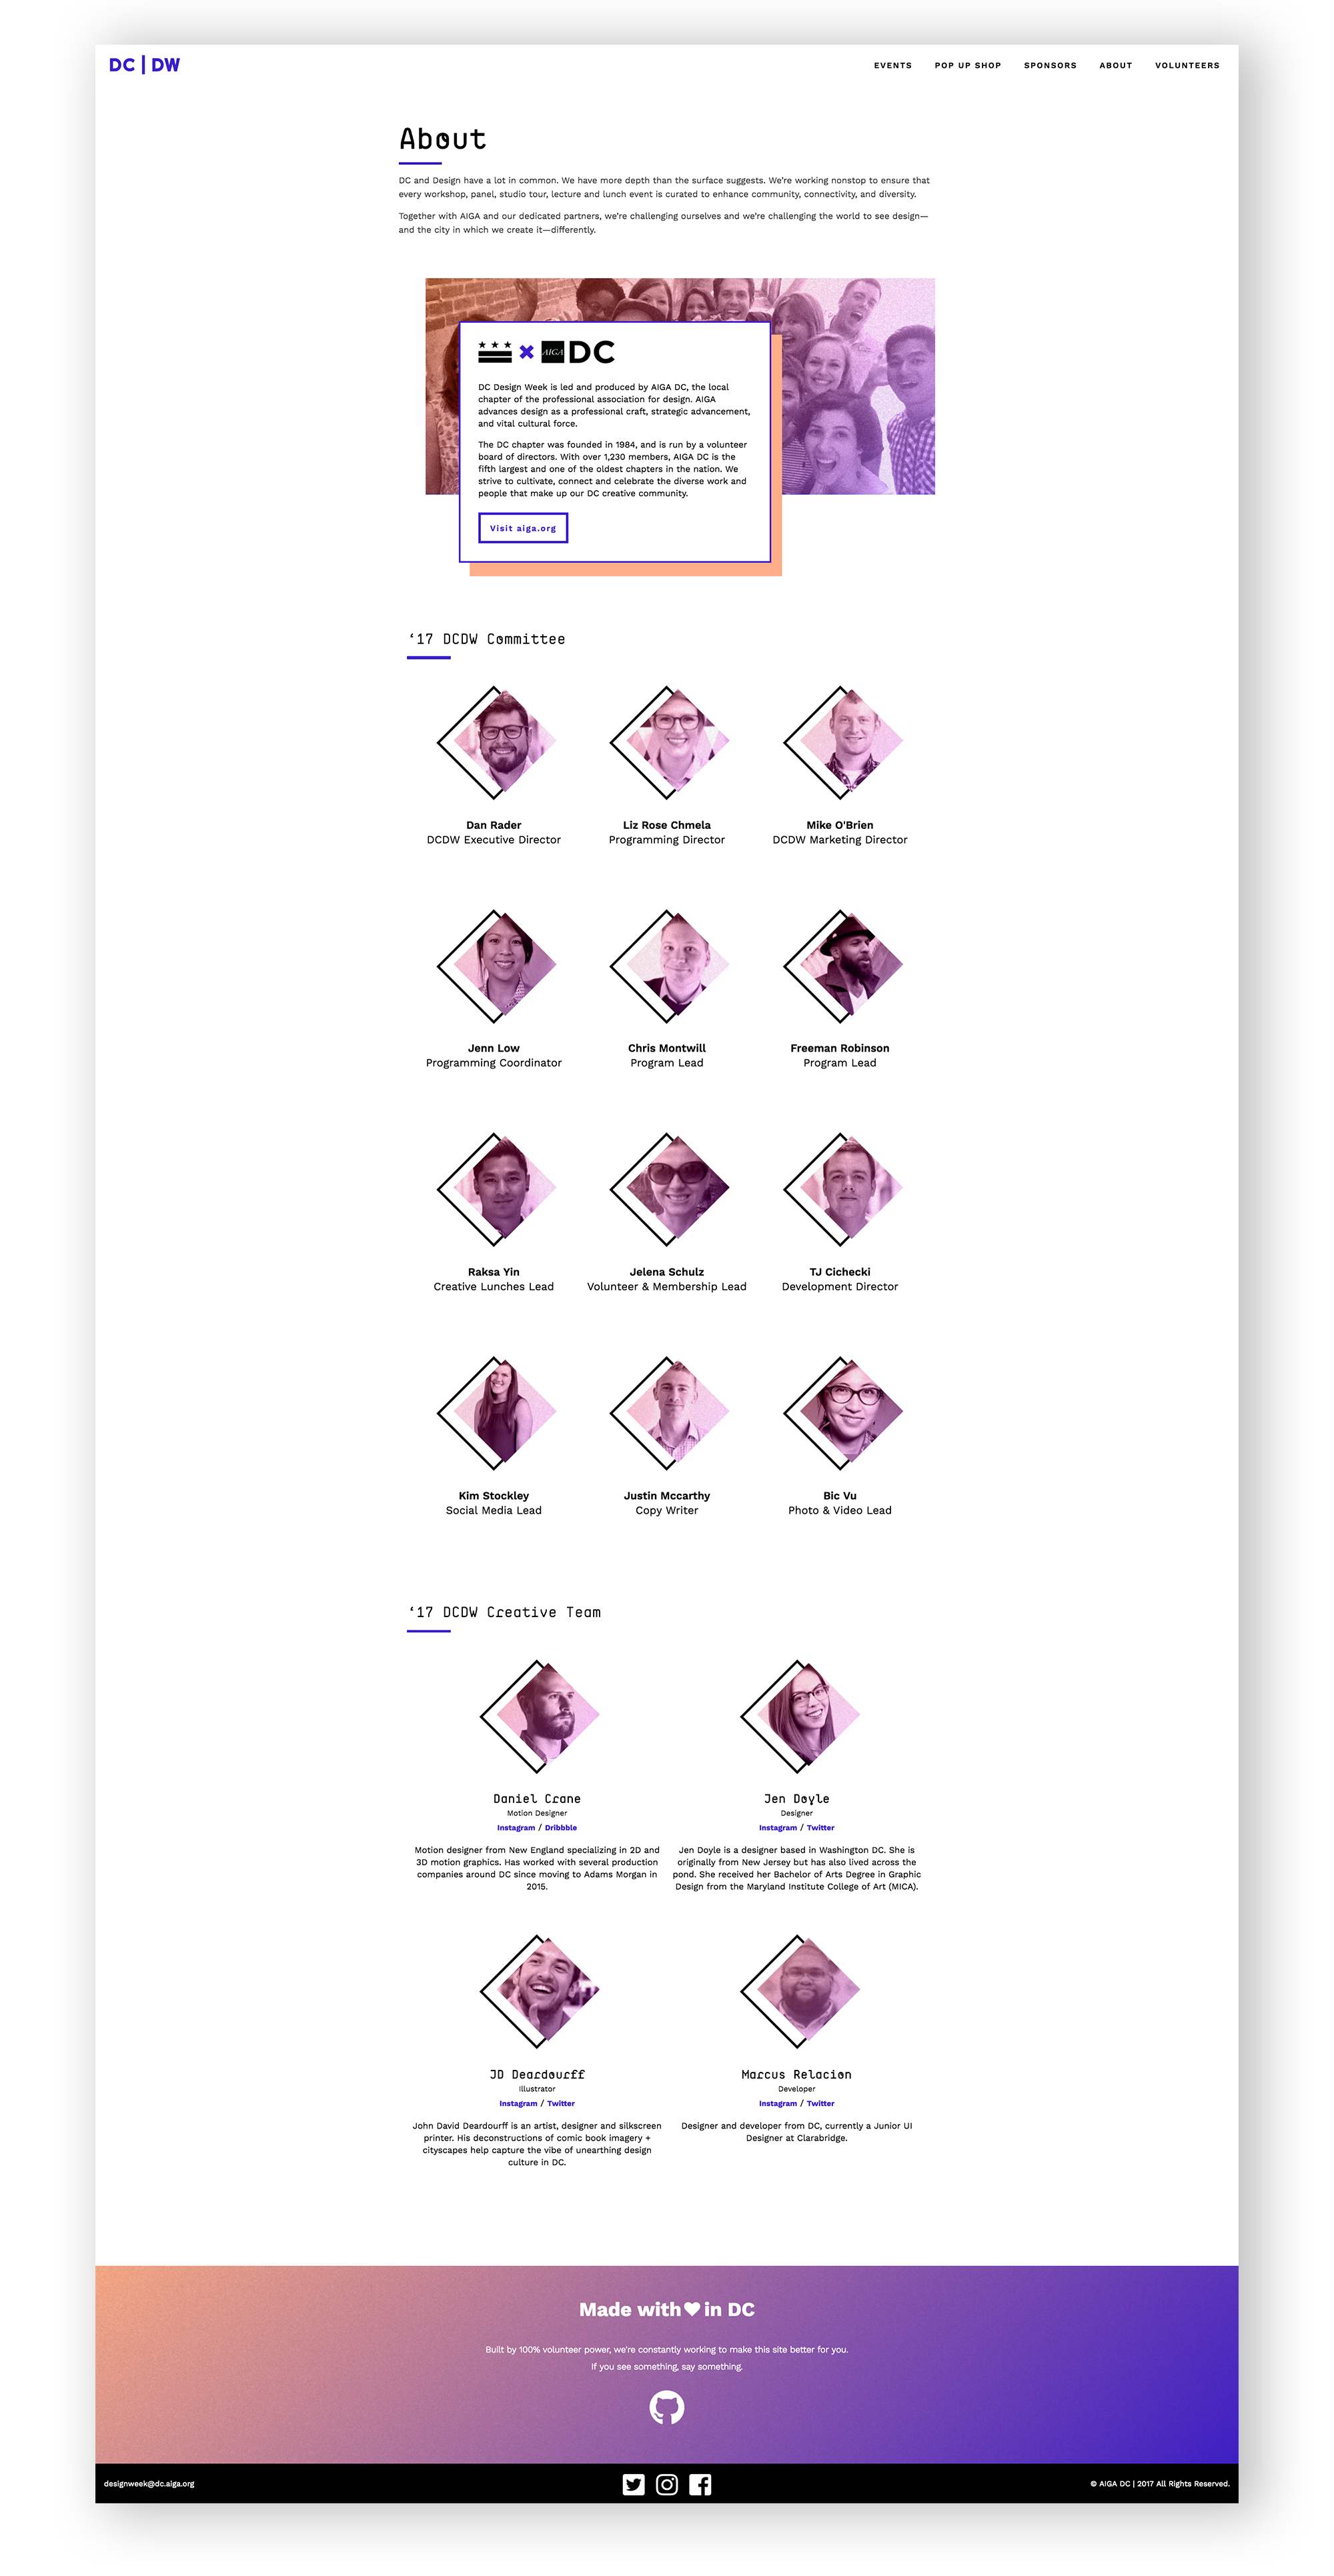 DC | DW
EVENTS POP UP SHOP SPONSORS ABOUT VOLUNTEERS
About
DC and Design have a lot in common. We have more depth than the surface suggests. We're working nonstop to ensure that
every workshop, panel, studio tour, lecture and lunch event is curated to enhance community, connectivity, and diversity.
Together with AIGA and our dedicated partners, we're challenging ourselves and we're challenging the world to see design—
and the city in which we create it—differently.
AIGA DC
DC Design Week is led and produced by AIGA DC, the local
chapter of the professional association for design. AIGA
advances design as a professional craft, strategic advancement,
and vital cultural force.
The DC chapter was founded in 1984, and is run by a volunteer
board of directors. With over 1,230 members, AIGA DC is the
fifth largest and one of the oldest chapters in the nation. We
strive to cultivate, connect and celebrate the diverse work and
people that make up our DC creative community.
Visit aiga.org
‘17 DCDW Committee
Dan Rader
DCDW Executive Director
Liz Rose Chmela
Programming Director
Mike O'Brien
DCDW Marketing Director
Jenn Low
Programming Coordinator
Chris Montwill
Program Lead
Freeman Robinson
Program Lead
Raksa Yin
Creative Lunches Lead
Jelena Schulz
Volunteer & Membership Lead
TJ Cichecki
Development Director
Kim Stockley
Social Media Lead
Justin Mccarthy
Copy Writer
Bic Vu
Photo & Video Lead
‘17 DCDW Creative Team
Daniel Crane
Motion Designer
Instagram / Dribbble
Motion designer from New England specializing in 2D and
3D motion graphics. Has worked with several production
companies around DC since moving to Adams Morgan in
2015.
Jen Doyle
Designer
Instagram / Twitter
Jen Doyle is a designer based in Washington DC. She is
originally from New Jersey but has also lived across the
pond. She received her Bachelor of Arts Degree in Graphic
Design from the Maryland Institute College of Art (MICA).
JD Deardourff
Illustrator
Instagram / Twitter
John David Deardourff is an artist, designer and silkscreen
printer. His deconstructions of comic book imagery +
cityscapes help capture the vibe of unearthing design
culture in DC.
Marcus Relacion
Developer
Instagram / Twitter
Designer and developer from DC, currently a Junior UI
Designer at Clarabridge.
Made with in DC
Built by 100% volunteer power, we're constantly working to make this site better for you.
If you see something, say something.
designweek@dc.aiga.org
© AIGA DC | 2017 All Rights Reserved.